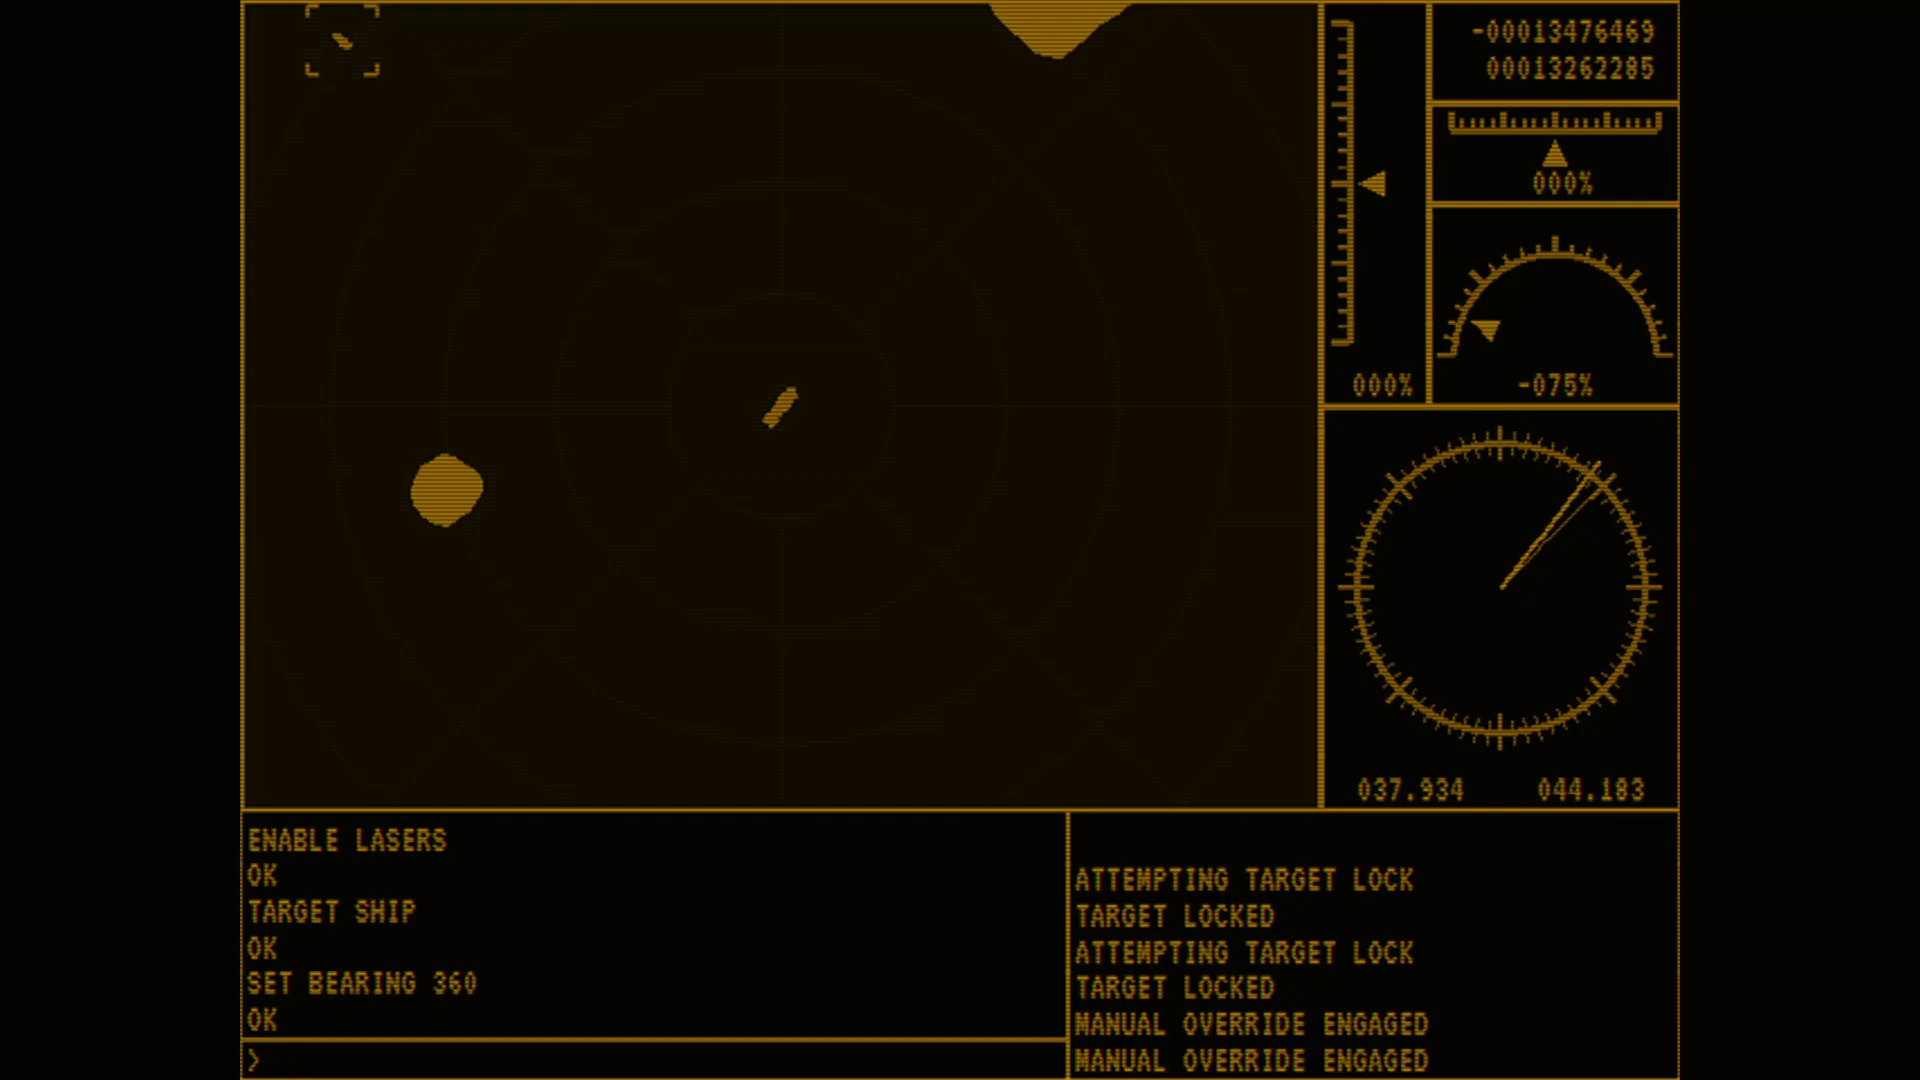 -00013476469
00013262285
000%
000%
-075%
037.934 044.183
ENABLE LASERS
OK
TARGET SHIP
OK
SET BEARING 360
OK
>
ATTEMPTING TARGET LOCK
TARGET LOCKED
ATTEMPTING TARGET LOCK
TARGET LOCKED
MANUAL OVERRIDE ENGAGED
MANUAL OVERRIDE ENGAGED